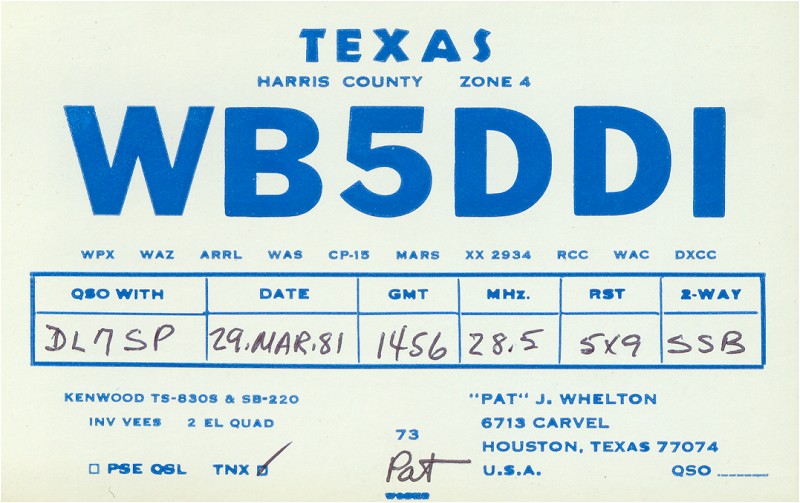 TEXAS
HARRIS COUNTY ZONE 4
WB5DDI
WPX WAZ ARRL WAS CP-15 MARS XX 2934 RCC WAC DXCC
QSO WITH DATE GMT MHz. RST 2-WAY
DL7SP 29.MAR.81 1456 28.5 5x9 SSB
KENWOOD TS-830S & SB-220
INV VEES 2 EL QUAD
PSE QSL TNX
73
Pat
"PAT" J. WHELTON
6713 CARVEL
HOUSTON, TEXAS 77074
U.S.A. QSO